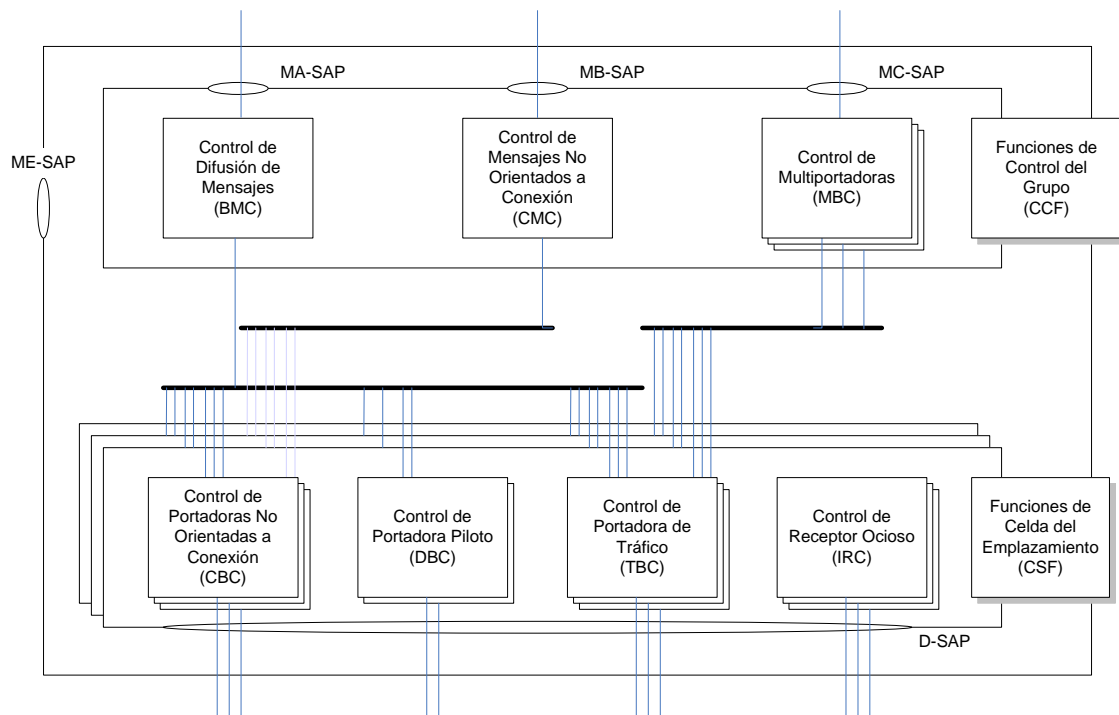 MA-SAP
MB-SAP
MC-SAP
ME-SAP
Control de
Difusión de
Mensajes
(BMC)
Control de
Mensajes No
Orientados a
Conexión
(CMC)
Control de
Multiportadoras
(MBC)
Funciones de
Control del
Grupo
(CCF)
Control de
Portadoras No
Orientadas a
Conexión
(CBC)
Control de
Portadora Piloto
(DBC)
Control de
Portadora de
Tráfico
(TBC)
Control de
Receptor Ocioso
(IRC)
Funciones de
Celda del
Emplazamiento
(CSF)
D-SAP